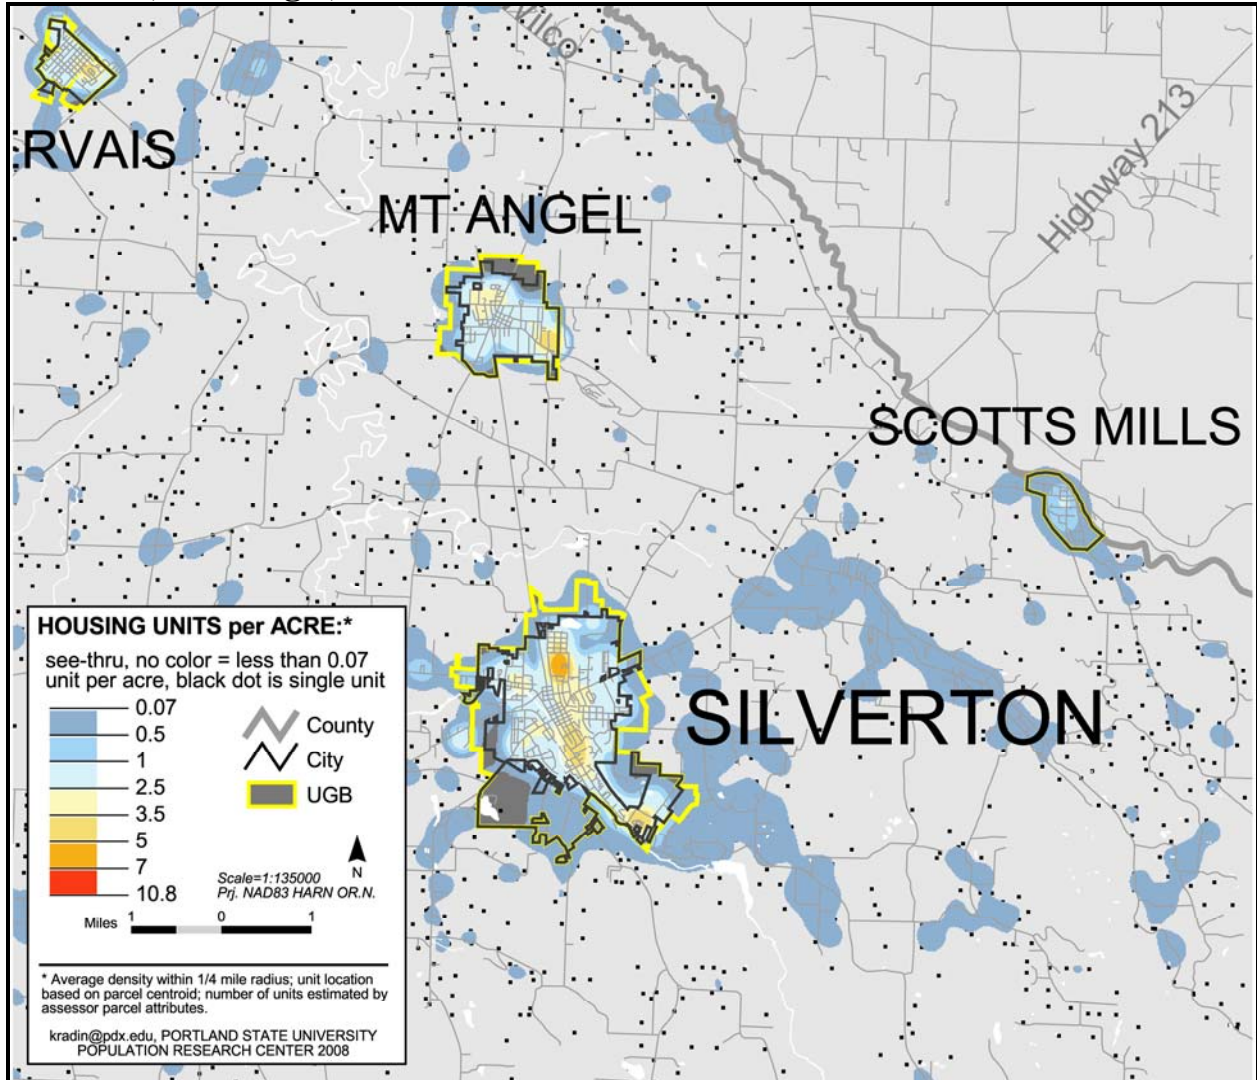 Wilco
RVAIS
Highway 213
MT ANGEL
SCOTTS MILLS
SILVERTON
HOUSING UNITS per ACRE:*
see-thru, no color = less than 0.07
unit per acre, black dot is single unit
0.07
0.5
1
2.5
3.5
5
7
10.8
County
City
UGB
N
Scale=1:135000
Prj. NAD83 HARN OR.N.
Miles 1 0 1
* Average density within 1/4 mile radius; unit location
based on parcel centroid; number of units estimated by
assessor parcel attributes.
kradin@pdx.edu, PORTLAND STATE UNIVERSITY
POPULATION RESEARCH CENTER 2008